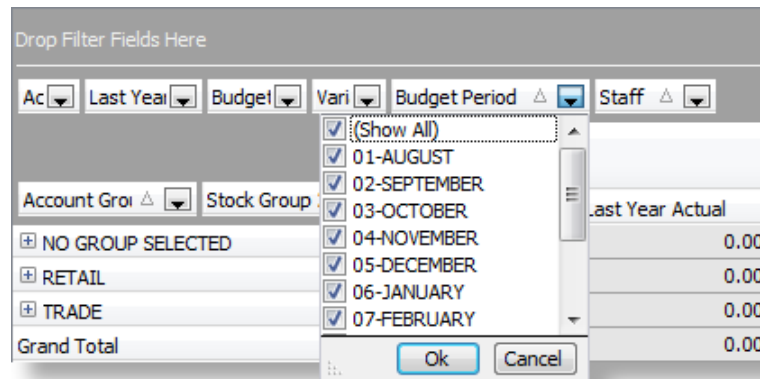 Drop Filter Fields Here
Ac Last Year Budget Vari Budget Period Staff
(Show All)
01-AUGUST
02-SEPTEMBER
03-OCTOBER
04-NOVEMBER
05-DECEMBER
06-JANUARY
07-FEBRUARY
Ok Cancel
Account Gro Stock Group Last Year Actual
NO GROUP SELECTED 0.00
RETAIL 0.00
TRADE 0.00
Grand Total 0.00